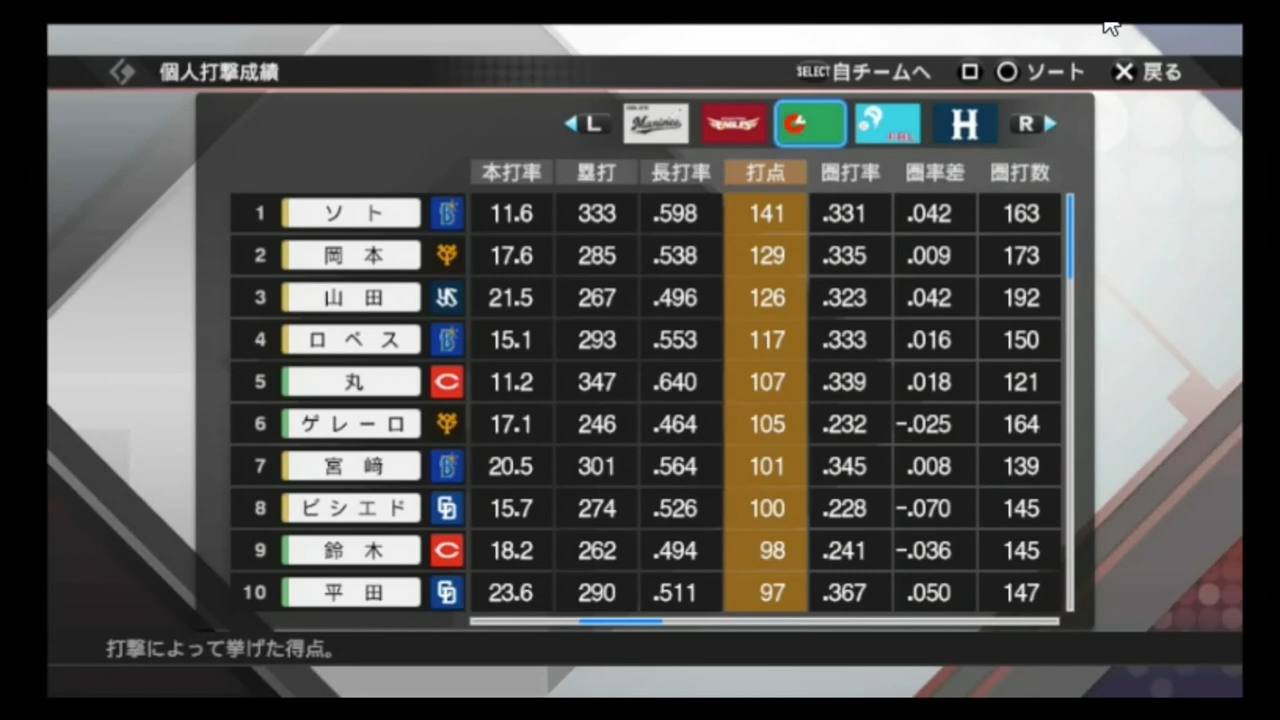 個人打撃成績 SELECT 自チームへ ソート 戻る
L Marines EAGLES C FBL H R
本打率 塁打 長打率 打点 圏打率 圏率差 圏打数
1 ソト B 11.6 333 .598 141 .331 .042 163
2 岡本 17.6 285 .538 129 .335 .009 173
3 山田 YS 21.5 267 .496 126 .323 .042 192
4 ロペス B 15.1 293 .553 117 .333 .016 150
5 丸 C 11.2 347 .640 107 .339 .018 121
6 ゲレーロ 17.1 246 .464 105 .232 -.025 164
7 宮﨑 B 20.5 301 .564 101 .345 .008 139
8 ビシエド CD 15.7 274 .526 100 .228 -.070 145
9 鈴木 C 18.2 262 .494 98 .241 -.036 145
10 平田 CD 23.6 290 .511 97 .367 .050 147
打撃によって挙げた得点。